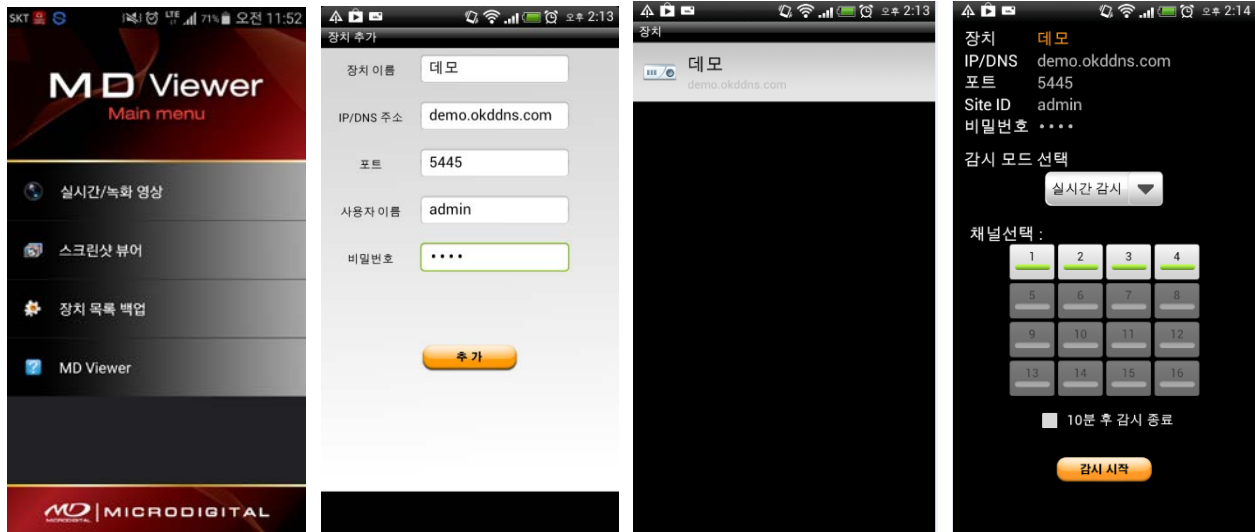 SKT LTE 71% 오전 11:52
MD Viewer
Main menu
실시간/녹화 영상
스크린샷 뷰어
장치 목록 백업
MD Viewer
MD MICRODIGITAL
오후 2:13
장치 추가
장치 이름 데모
IP/DNS 주소 demo.okddns.com
포트 5445
사용자 이름 admin
비밀번호 ••••
추 가
오후 2:13
장치
데모
demo.okddns.com
오후 2:14
장치 데모
IP/DNS demo.okddns.com
포트 5445
Site ID admin
비밀번호 ••••
감시 모드 선택
실시간 감시
채널선택 :
1 2 3 4
5 6 7 8
9 10 11 12
13 14 15 16
10분 후 감시 종료
감시 시작